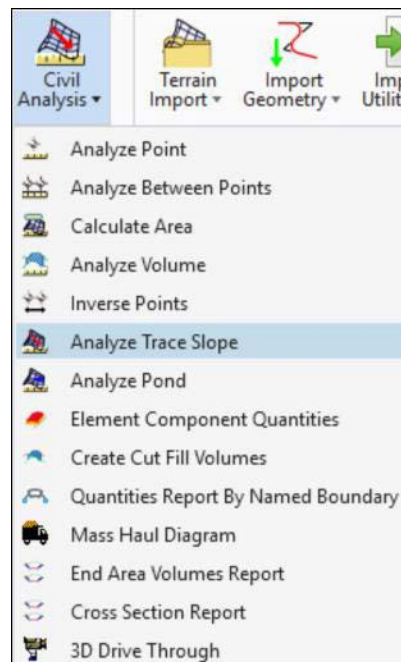 Civil
Analysis
Terrain
Import
Import
Geometry
Analyze Point
Analyze Between Points
Calculate Area
Analyze Volume
Inverse Points
Analyze Trace Slope
Analyze Pond
Element Component Quantities
Create Cut Fill Volumes
Quantities Report By Named Boundary
Mass Haul Diagram
End Area Volumes Report
Cross Section Report
3D Drive Through